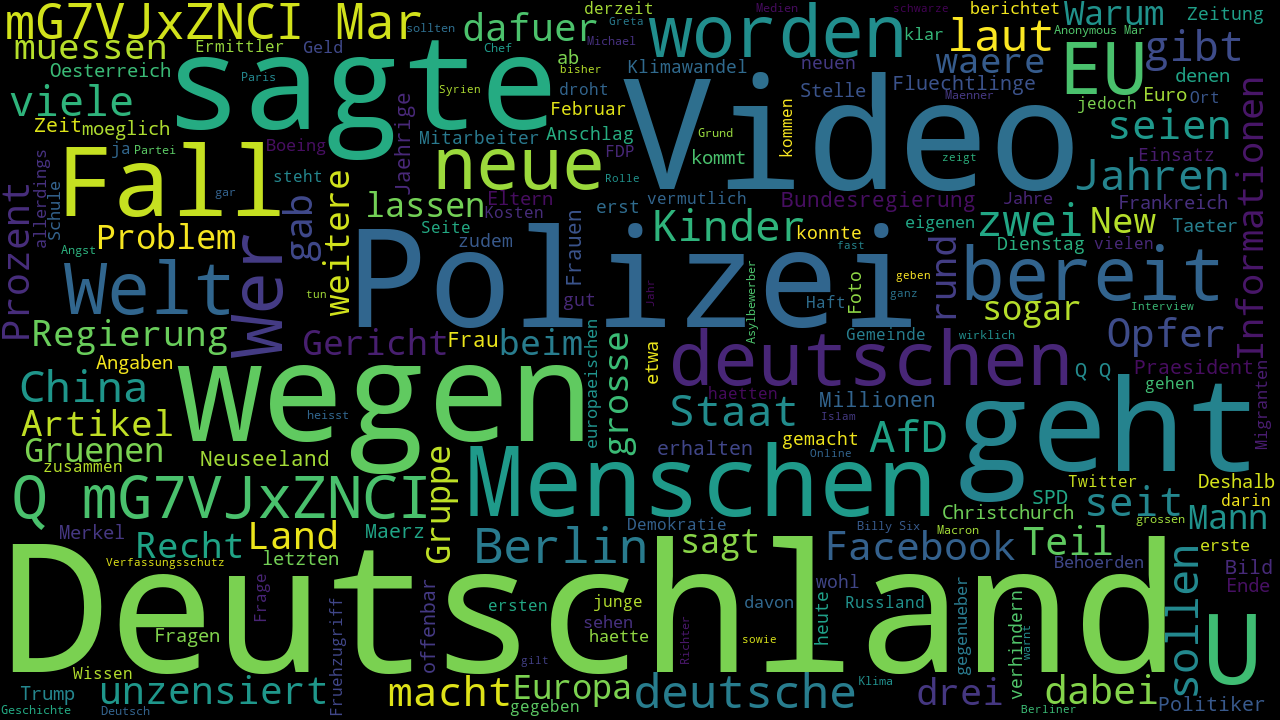 mG7VJxZNCI Mar
sollten
dafuer
derzeit
Greta
worden
Medien
schwarze
berichtet
Warum
Zeitung
muessen
Ermittler
Geld
Chef
Michael
klar
laut
Anonymous Mar
EU
gibt
Oesterreich
Paris
sagte
ab
bisher
Klimawandel
neuen
waere
denen
viele
Syrien
droht
Video
Stelle
Fluechtlinge
Maenner
Euro
Ort
jedoch
Zeit
moeglich
Jaehrige
Februar
Anschlag
kommen
seien
Informationen
ja
Partei
Boeing
Mitarbeiter
FDP
Grund
kommt
zeigt
Einsatz
allerdings
Schule
Fall
steht
neue
Rolle
Jahren
Prozent
gar
gab
weitere
lassen
Eltern
Kosten
vermutlich
Bundesregierung
Jahre
Frankreich
Angst
Problem
Wer
Seite
erst
Kinder
konnte
eigenen
zwei
New
Taeter
zudem
Frauen
fast
rund
Dienstag
vielen
Welt
tun
Polizei
gut
Jahr
Asylbewerber
Haft
Foto
geben
ganz
bereit
sogar
Interview
Regierung
Gericht
Frau
beim
europaeischen
grosse
etwa
Gemeinde
wirklich
Opfer
Angaben
wegen
deutschen
Q Q
Praesident
gehen
Migranten
China
heisst
haetten
Millionen
Islam
geht
Artikel
Staat
gemacht
AfD
Gruenen
Neuseeland
erhalten
Online
zusammen
Gruppe
Menschen
Twitter
Deshalb
Q mG7VJxZNCI
SPD
darin
Christchurch
seit
grossen
Mann
Merkel
Recht
Land
Maerz
Demokratie
Billy Six
Macron
Verfassungsschutz
letzten
Berlin
sagt
Facebook
Teil
Behoerden
erste
Bild
Ende
Deutschland
Frage
Fragen
Fruehzugriff
offenbar
ersten
junge
sehen
haette
davon
wohl
heute
Russland
gegenueber
verhindern
warnt
sollen
U
sowie
Richter
gilt
Wissen
Trump
unzensiert
macht
Europa
gegeben
deutsche
Klima
drei
dabei
Politiker
Geschichte
Deutsch
Berliner